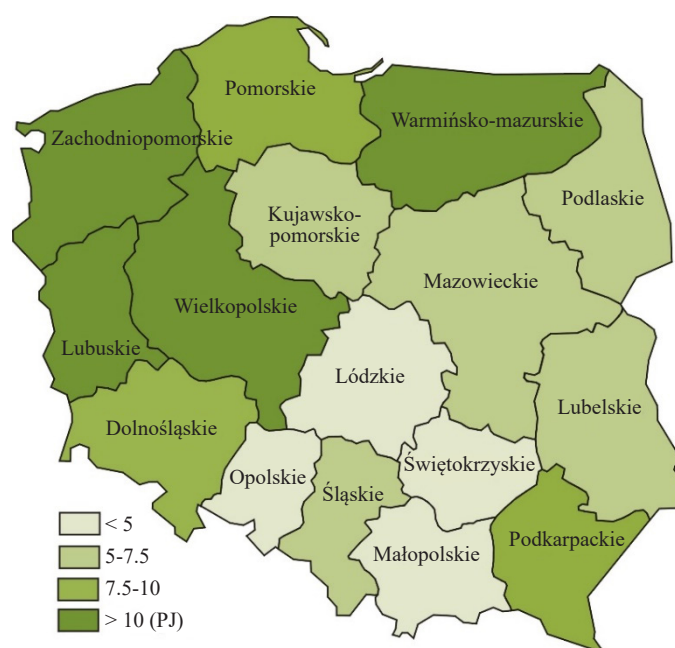 Pomorskie
Zachodniopomorskie
Warmińsko-mazurskie
Podlaskie
Kujawsko-
pomorskie
Mazowieckie
Wielkopolskie
Lubuskie
Lódzkie
Lubelskie
Dolnośląskie
Świętokrzyskie
Opolskie
Śląskie
Małopolskie
Podkarpackie
< 5
5-7.5
7.5-10
> 10 (PJ)